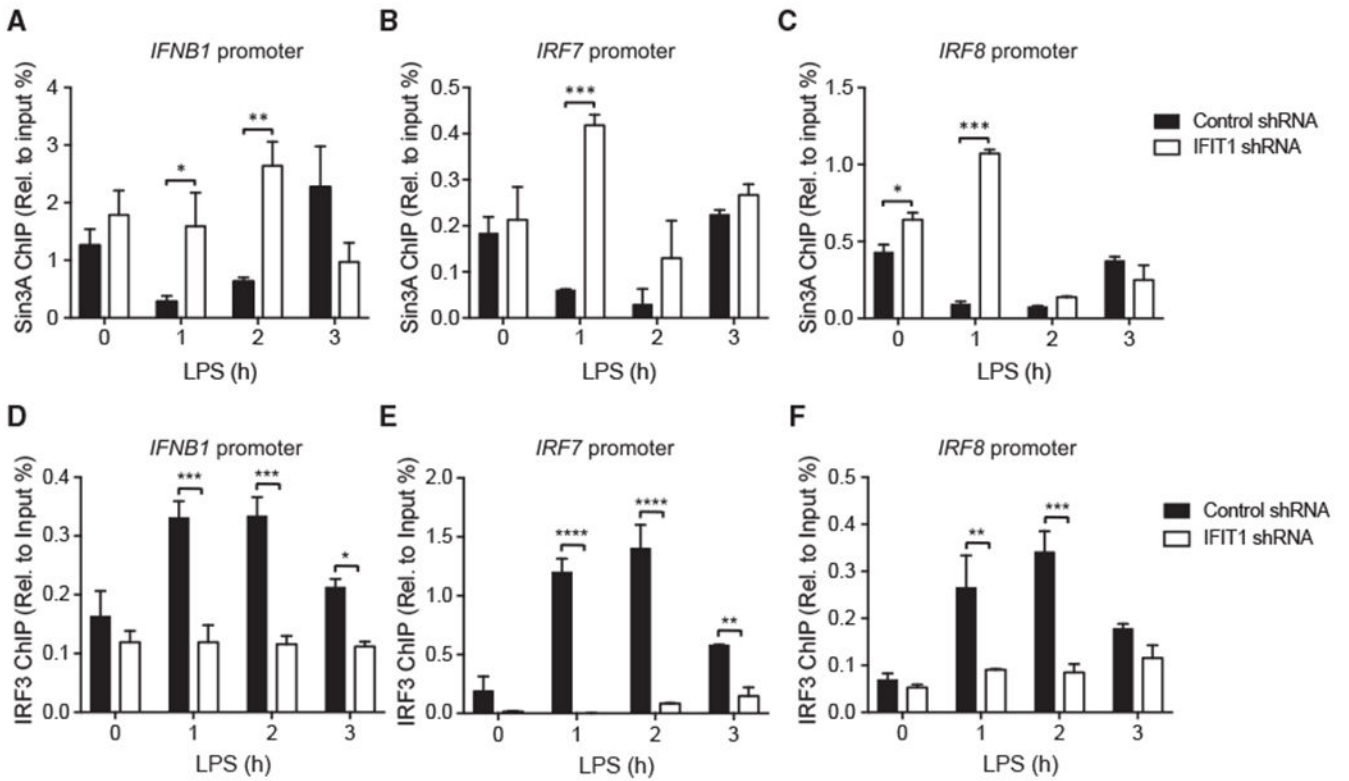 A
IFNB1 promoter
Sin3A ChIP (Rel. to input %)
4
3
2
1
0
*
**
0 1 2 3
LPS (h)
B
IRF7 promoter
Sin3A ChIP (Rel. to input %)
0.5
0.4
0.3
0.2
0.1
0.0
***
0 1 2 3
LPS (h)
C
IRF8 promoter
Sin3A ChIP (Rel. to input %)
1.5
1.0
0.5
0.0
*
***
0 1 2 3
LPS (h)
Control shRNA
IFIT1 shRNA
D
IFNB1 promoter
IRF3 ChIP (Rel. to Input %)
0.4
0.3
0.2
0.1
0.0
***
***
*
0 1 2 3
LPS (h)
E
IRF7 promoter
IRF3 ChIP (Rel. to Input %)
2.0
1.5
1.0
0.5
0.0
****
****
**
0 1 2 3
LPS (h)
F
IRF8 promoter
IRF3 ChIP (Rel. to Input %)
0.5
0.4
0.3
0.2
0.1
0.0
**
***
0 1 2 3
LPS (h)
Control shRNA
IFIT1 shRNA